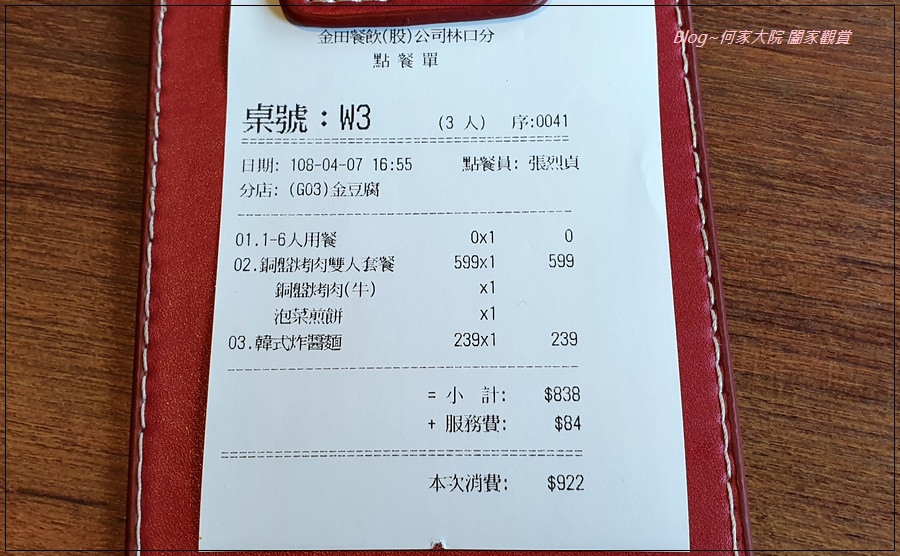 Blog~何家大院 闔家觀賞
金田餐飲(股)公司林口分
點 餐 單
桌號：W3 (3 人) 序:0041
日期: 108-04-07 16:55 點餐員: 張烈貞
分店: (G03)金豆腐
01.1-6人用餐 0x1 0
02.銅盤烤肉雙人套餐 599x1 599
銅盤烤肉(牛) x1
泡菜煎餅 x1
03.韓式炸醬麵 239x1 239
= 小 計: $838
+ 服務費: $84
本次消費: $922